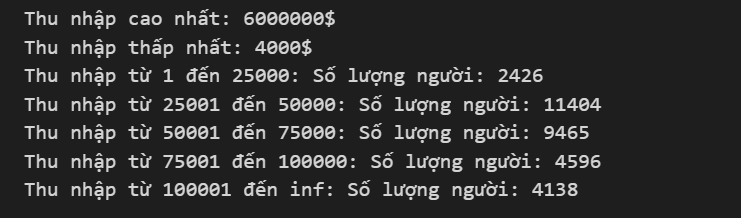 Thu nhập cao nhất: 6000000$
Thu nhập thấp nhất: 4000$
Thu nhập từ 1 đến 25000: Số lượng người: 2426
Thu nhập từ 25001 đến 50000: Số lượng người: 11404
Thu nhập từ 50001 đến 75000: Số lượng người: 9465
Thu nhập từ 75001 đến 100000: Số lượng người: 4596
Thu nhập từ 100001 đến inf: Số lượng người: 4138